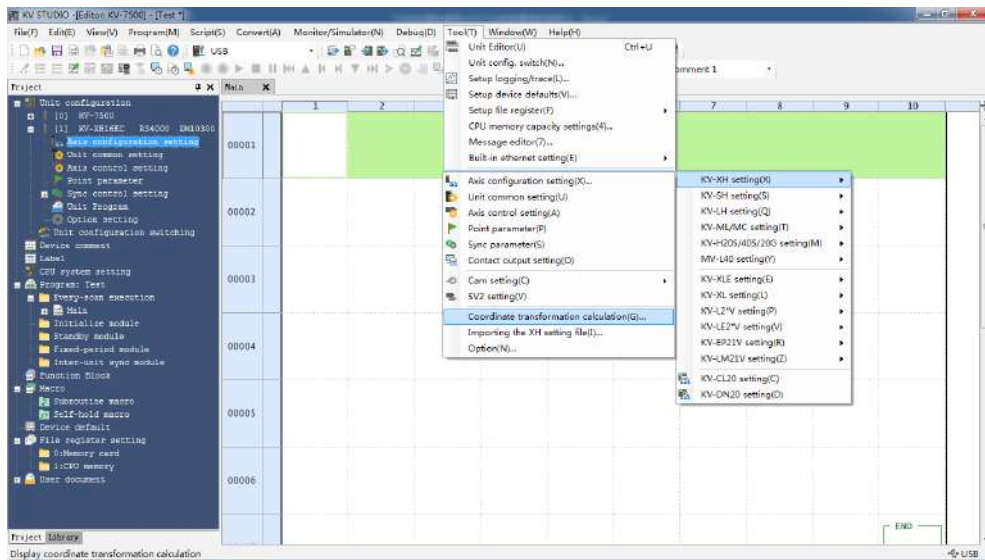 KV STUDIO -[Editor: KV-7500] - [Test *]
File(F) Edit(E) View(V) Program(M) Script(S) Convert(A) Monitor/Simulator(N) Debug(D) Tool(T) Window(W) Help(H)
USB
Comment 1
Project
Unit configuration
[0] KV-7500
[1] KV-XH16EC R34000 DM10300
Axis configuration setting
Unit common setting
Axis control setting
Point parameter
Sync control setting
Unit Program
Option setting
Unit configuration switching
Device comment
Label
CPU system setting
Program: Test
Every-scan execution
Main
Initialize module
Standby module
Fixed-period module
Inter-unit sync module
Function Block
Macro
Subroutine macro
Self-hold macro
Device default
File register setting
0:Memory card
1:CPU memory
User document
Project Library
Main
1 2 7 8 9 10
00001
00002
00003
00004
00005
00006
END
Unit Editor(U) Ctrl+U
Unit config. switch(N)...
Setup logging/trace(L)...
Setup device defaults(V)...
Setup file register(F)
CPU memory capacity settings(4)...
Message editor(7)...
Built-in ethernet setting(E)
Axis configuration setting(X)...
Unit common setting(U)
Axis control setting(A)
Point parameter(P)
Sync parameter(S)
Contact output setting(O)
Cam setting(C)
SV2 setting(V)
Coordinate transformation calculation(G)...
Importing the XH setting file(I)...
Option(N)...
KV-XH setting(X)
KV-SH setting(S)
KV-LH setting(Q)
KV-ML/MC setting(T)
KV-H20S/40S/20G setting(M)
MV-L40 setting(Y)
KV-XLE setting(E)
KV-XL setting(L)
KV-L2*V setting(P)
KV-LE2*V setting(V)
KV-EP21V setting(R)
KV-LM21V setting(Z)
KV-CL20 setting(C)
KV-DN20 setting(D)
Display coordinate transformation calculation
USB